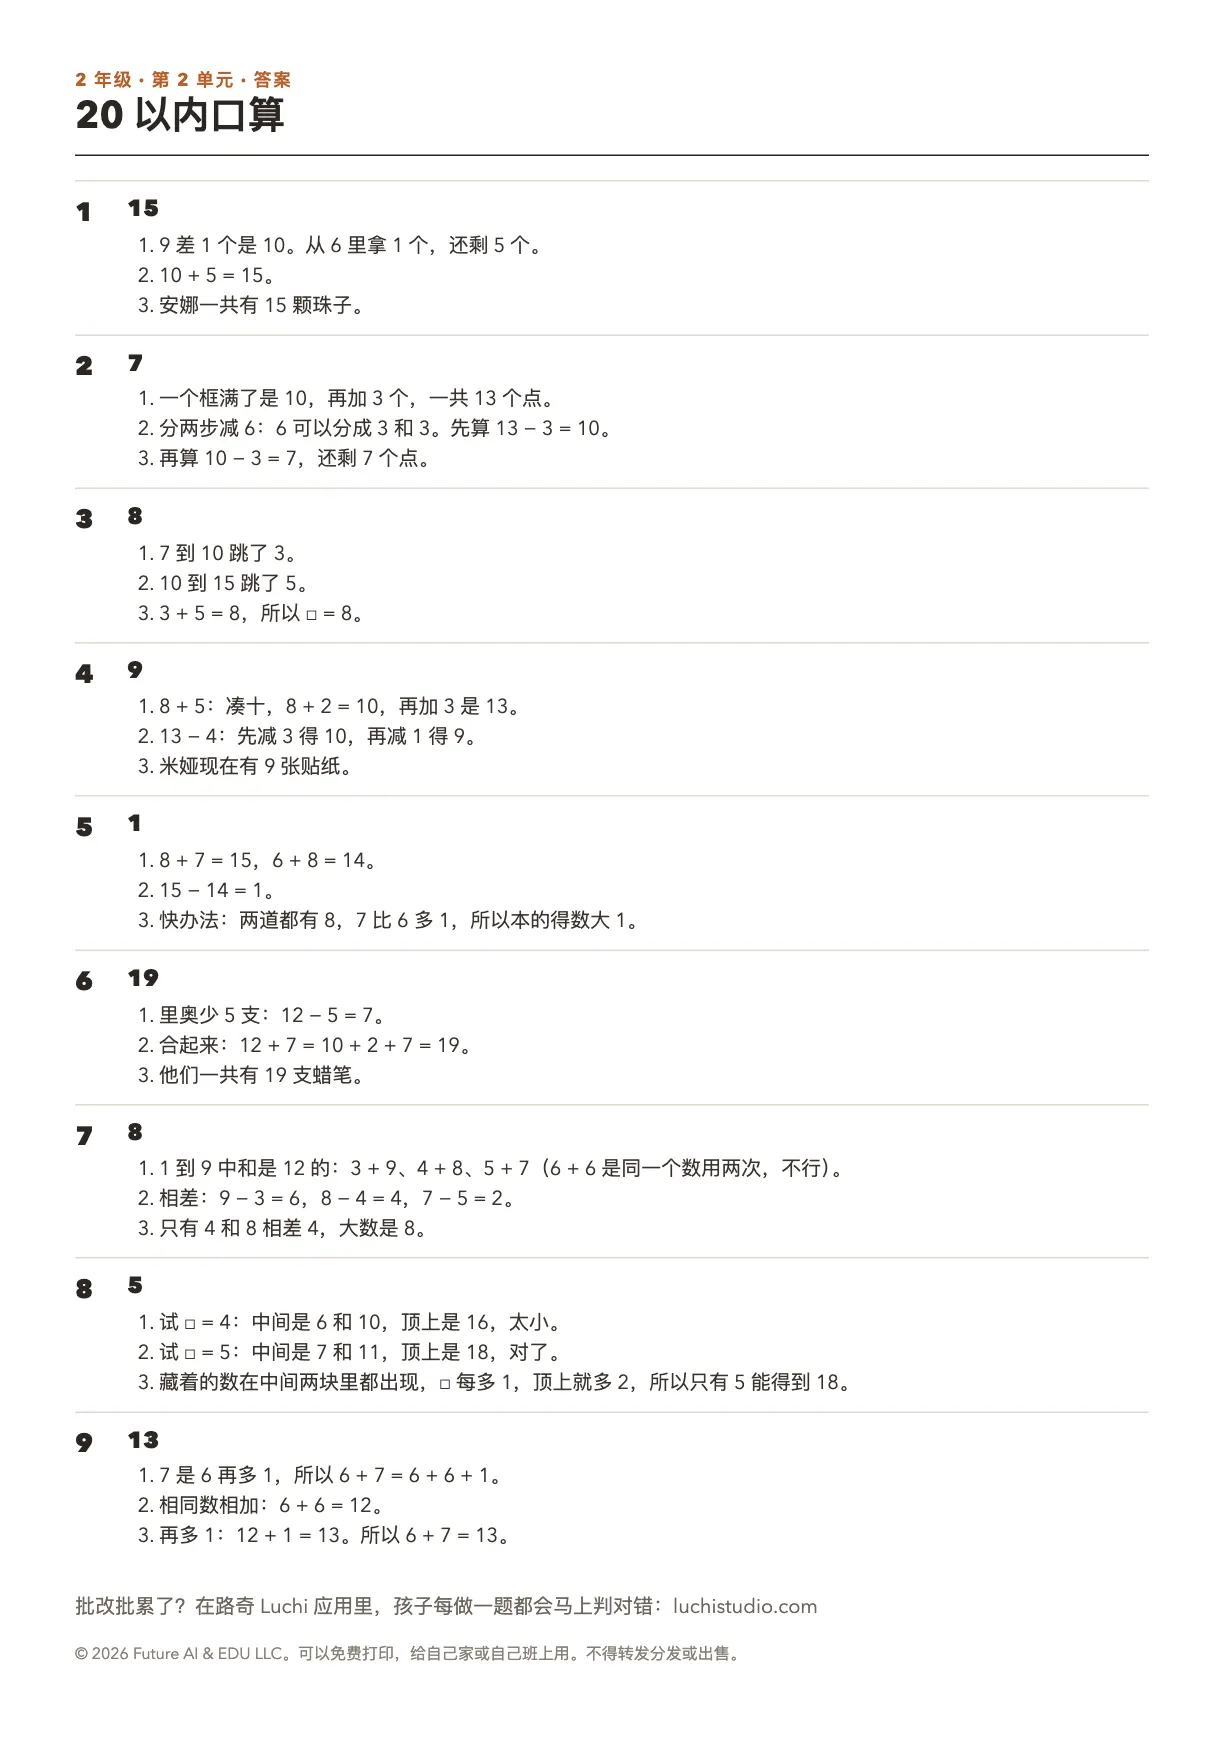 2 年级 · 第 2 单元 · 答案
20 以内口算
1 15
1. 9 差 1 个是 10。从 6 里拿 1 个，还剩 5 个。
2. 10 + 5 = 15。
3. 安娜一共有 15 颗珠子。
2 7
1. 一个框满了是 10，再加 3 个，一共 13 个点。
2. 分两步减 6：6 可以分成 3 和 3。先算 13 − 3 = 10。
3. 再算 10 − 3 = 7，还剩 7 个点。
3 8
1. 7 到 10 跳了 3。
2. 10 到 15 跳了 5。
3. 3 + 5 = 8，所以 □ = 8。
4 9
1. 8 + 5：凑十，8 + 2 = 10，再加 3 是 13。
2. 13 − 4：先减 3 得 10，再减 1 得 9。
3. 米娅现在有 9 张贴纸。
5 1
1. 8 + 7 = 15，6 + 8 = 14。
2. 15 − 14 = 1。
3. 快办法：两道都有 8，7 比 6 多 1，所以本的得数大 1。
6 19
1. 里奥少 5 支：12 − 5 = 7。
2. 合起来：12 + 7 = 10 + 2 + 7 = 19。
3. 他们一共有 19 支蜡笔。
7 8
1. 1 到 9 中和是 12 的：3 + 9、4 + 8、5 + 7（6 + 6 是同一个数用两次，不行）。
2. 相差：9 − 3 = 6，8 − 4 = 4，7 − 5 = 2。
3. 只有 4 和 8 相差 4，大数是 8。
8 5
1. 试 □ = 4：中间是 6 和 10，顶上是 16，太小。
2. 试 □ = 5：中间是 7 和 11，顶上是 18，对了。
3. 藏着的数在中间两块里都出现，□ 每多 1，顶上就多 2，所以只有 5 能得到 18。
9 13
1. 7 是 6 再多 1，所以 6 + 7 = 6 + 6 + 1。
2. 相同数相加：6 + 6 = 12。
3. 再多 1：12 + 1 = 13。所以 6 + 7 = 13。
批改批累了？在路奇 Luchi 应用里，孩子每做一题都会马上判对错：luchistudio.com
© 2026 Future AI & EDU LLC。可以免费打印，给自己家或自己班上用。不得转发分发或出售。